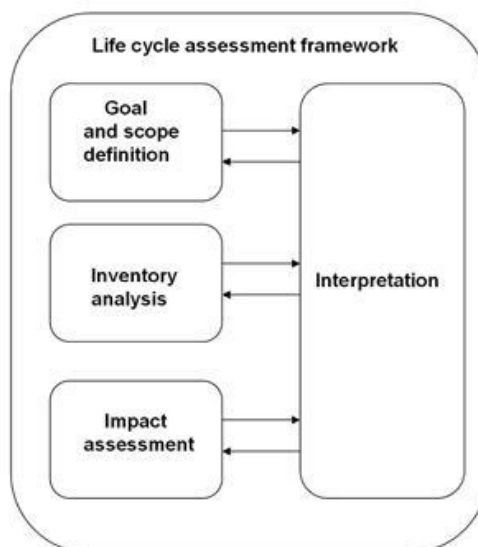 Life cycle assessment framework
Goal
and scope
definition
Inventory
analysis
Interpretation
Impact
assessment